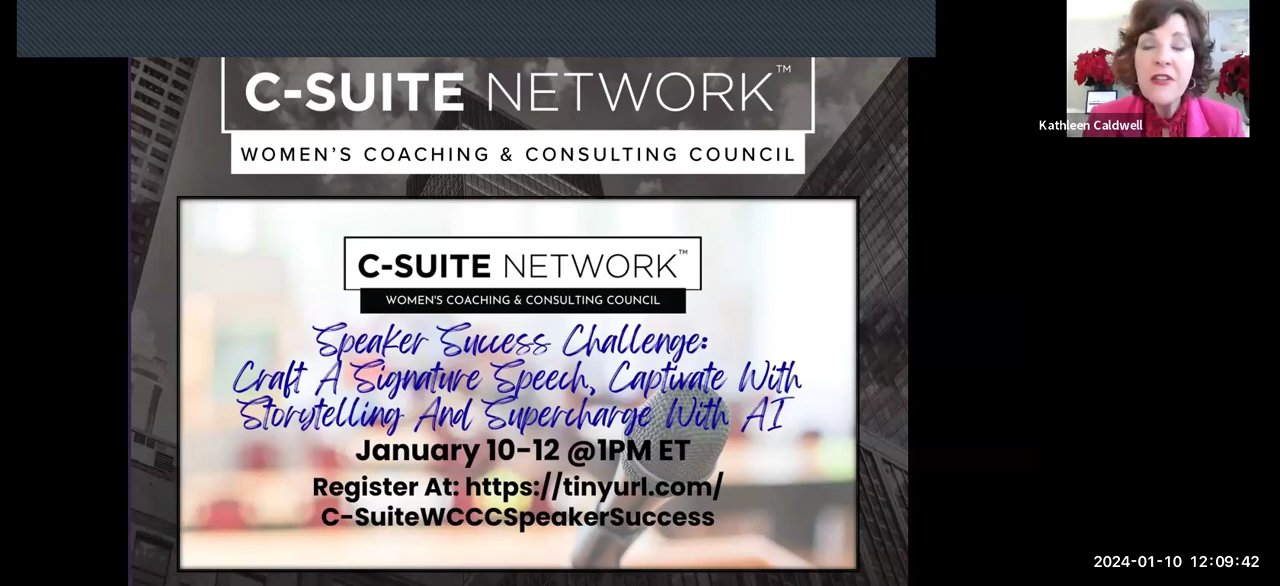 C-SUITE NETWORK™
WOMEN'S COACHING & CONSULTING COUNCIL
Kathleen Caldwell
C-SUITE NETWORK™
WOMEN'S COACHING & CONSULTING COUNCIL
Speaker Success Challenge:
Craft A Signature Speech, Captivate With
Storytelling And Supercharge With AI
January 10-12 @1PM ET
Register At: https://tinyurl.com/
C-SuiteWCCCSpeakerSuccess
2024-01-10 12:09:42